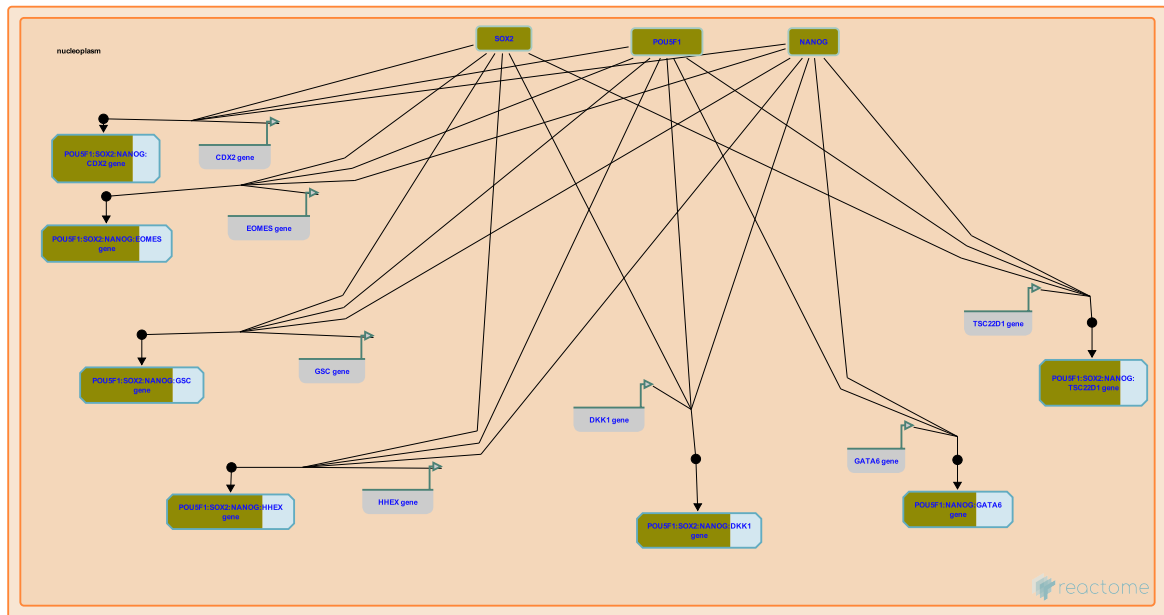 SOX2
POU5F1
NANOG
nucleoplasm
POU5F1:SOX2:NANOG:
CDX2 gene
CDX2 gene
EOMES gene
POU5F1:SOX2:NANOG:EOMES
gene
TSC22D1 gene
GSC gene
POU5F1:SOX2:NANOG:GSC
gene
POU5F1:SOX2:NANOG:
TSC22D1 gene
DKK1 gene
GATA6 gene
HHEX gene
POU5F1:SOX2:NANOG:HHEX
gene
POU5F1:NANOG:GATA6
gene
POU5F1:SOX2:NANOG:DKK1
gene
reactome